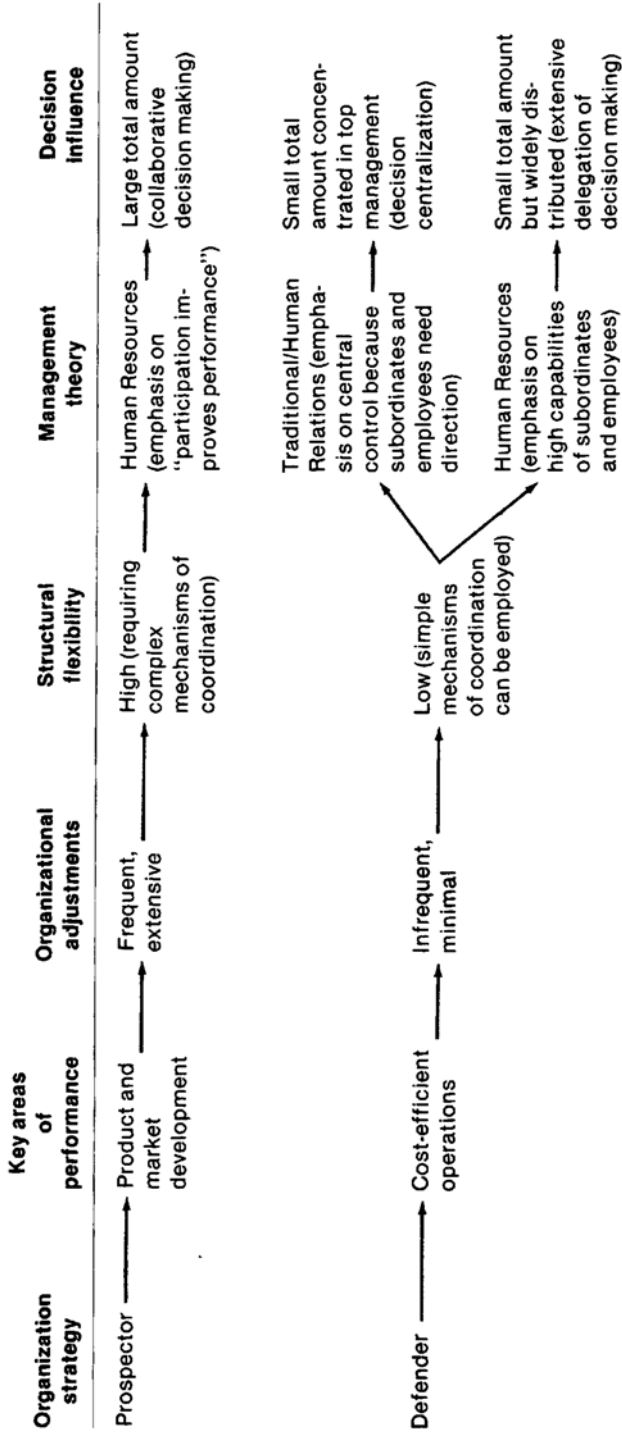 Organization
strategy
Key areas
of
performance
Organizational
adjustments
Structural
flexibility
Management
theory
Decision
influence
Prospector
Product and
market
development
Frequent,
extensive
High (requiring
complex
mechanisms of
coordination)
Human Resources
(emphasis on
“participation im-
proves performance”)
Large total amount
(collaborative
decision making)
Defender
Cost-efficient
operations
Infrequent,
minimal
Low (simple
mechanisms
of coordination
can be employed)
Traditional/Human
Relations (empha-
sis on central
control because
subordinates and
employees need
direction)
Small total
amount concen-
trated in top
management
(decision
centralization)
Human Resources
(emphasis on
high capabilities
of subordinates
and employees)
Small total amount
but widely dis-
tributed (extensive
delegation of
decision making)